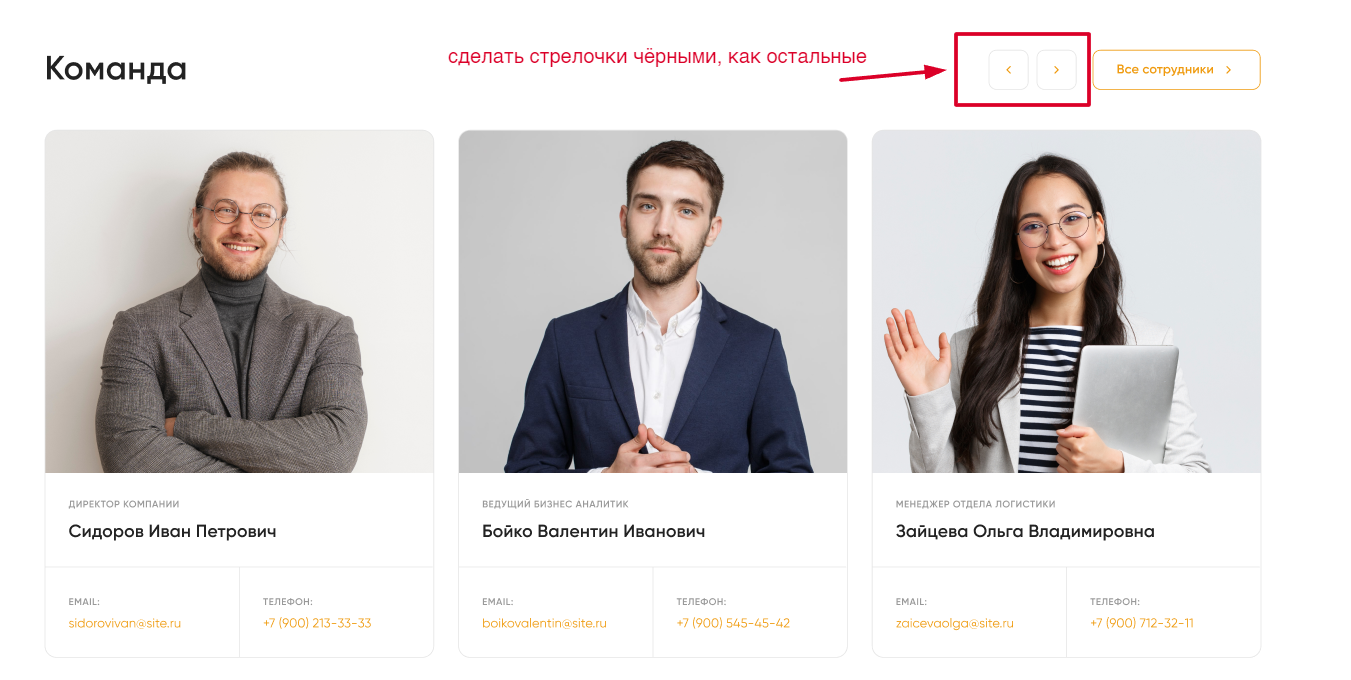 сделать стрелочки чёрными, как остальные
Команда
Все сотрудники
ДИРЕКТОР КОМПАНИИ
Сидоров Иван Петрович
EMAIL:
sidorovivan@site.ru
ТЕЛЕФОН:
+7 (900) 213-33-33
ВЕДУЩИЙ БИЗНЕС АНАЛИТИК
Бойко Валентин Иванович
EMAIL:
boikovalentin@site.ru
ТЕЛЕФОН:
+7 (900) 545-45-42
МЕНЕДЖЕР ОТДЕЛА ЛОГИСТИКИ
Зайцева Ольга Владимировна
EMAIL:
zaicevaolga@site.ru
ТЕЛЕФОН:
+7 (900) 712-32-11